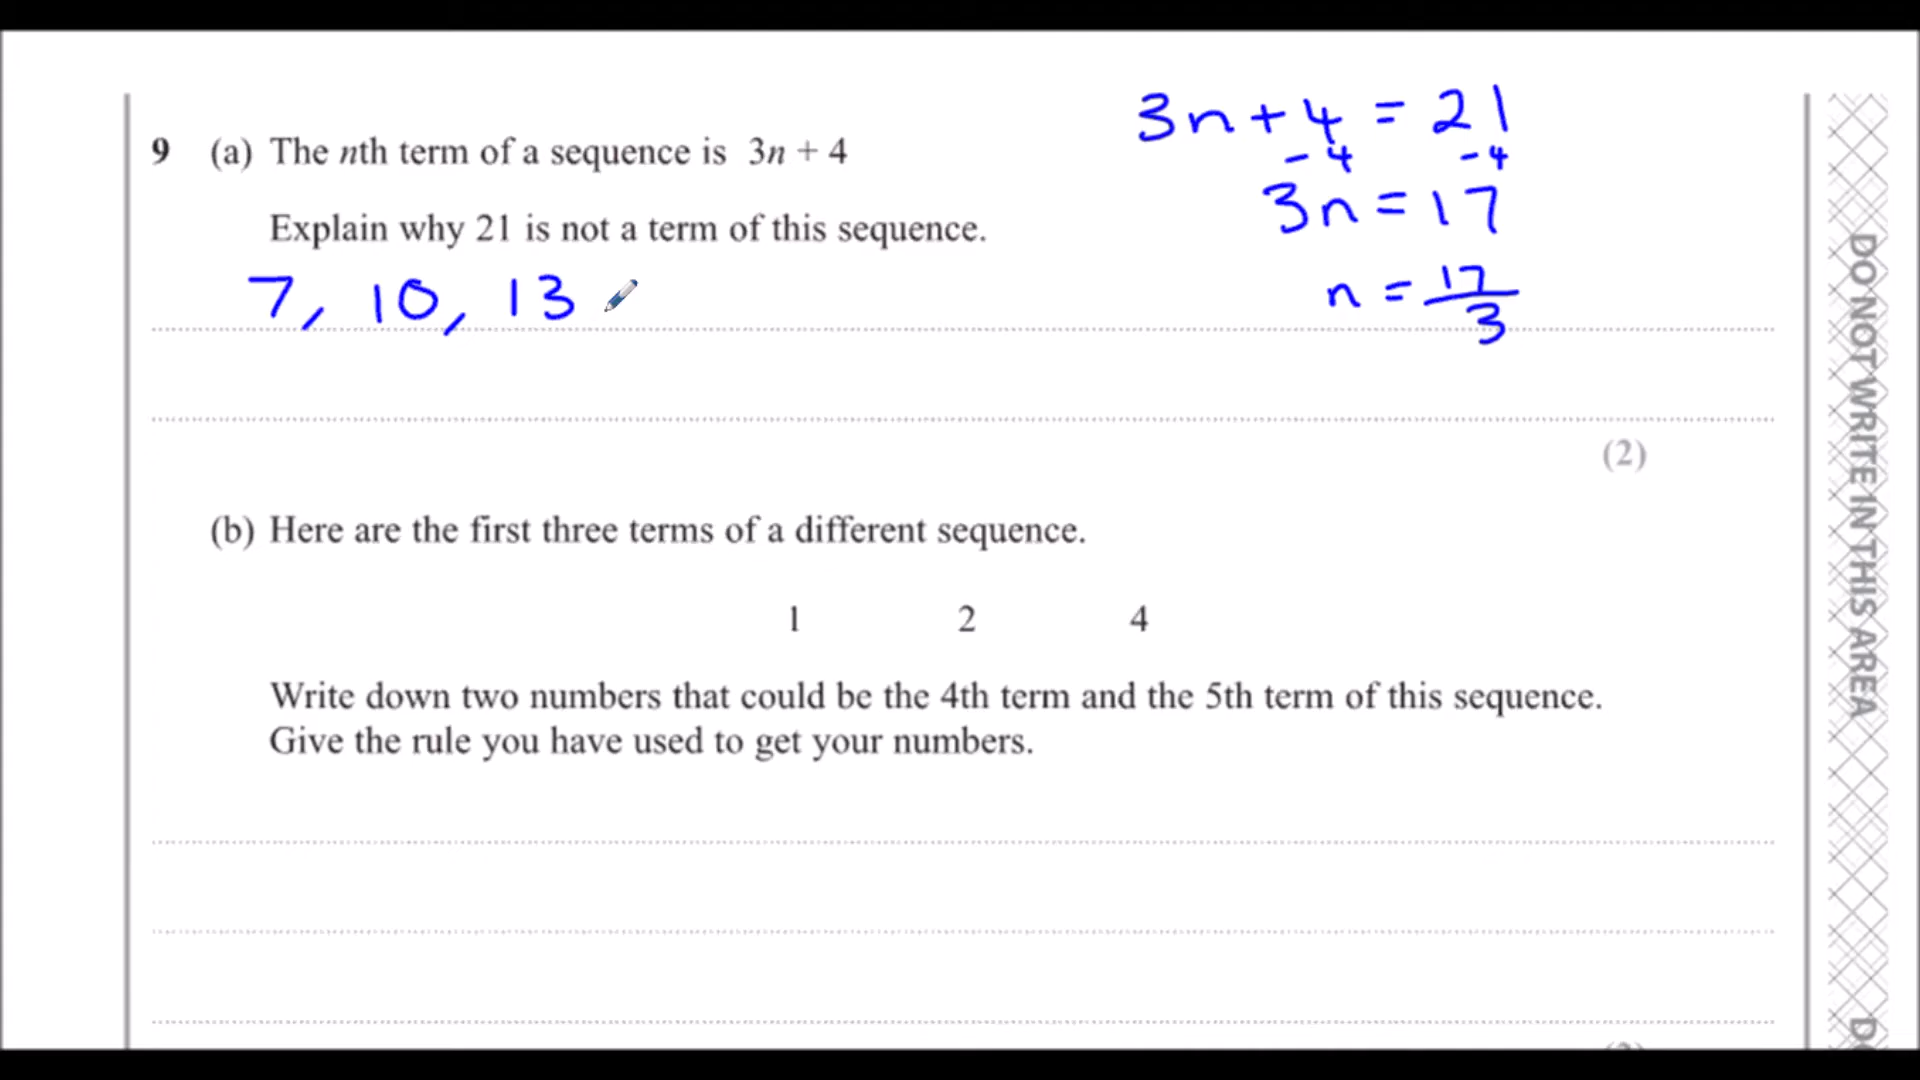 9 (a) The nth term of a sequence is 3n + 4
Explain why 21 is not a term of this sequence.
7, 10, 13
3n + 4 = 21
- 4 - 4
3n = 17
n = 17/3
(2)
(b) Here are the first three terms of a different sequence.
1 2 4
Write down two numbers that could be the 4th term and the 5th term of this sequence.
Give the rule you have used to get your numbers.
DO NOT WRITE IN THIS AREA